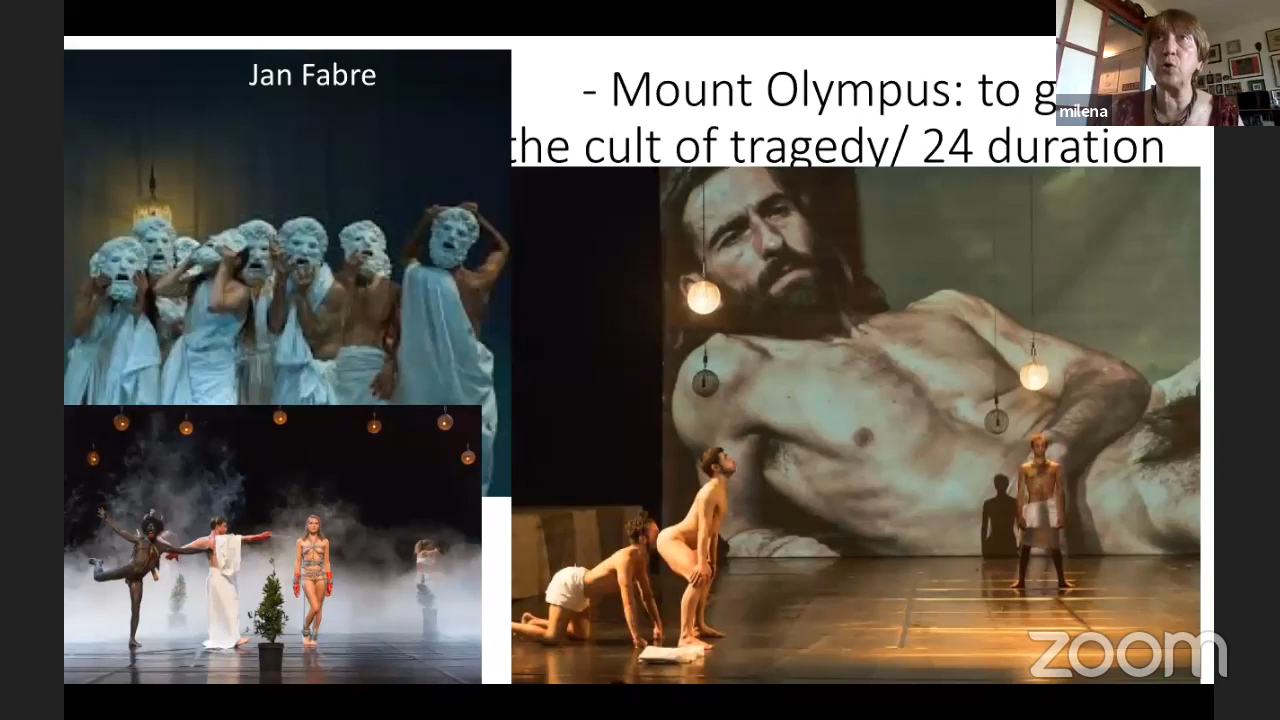 Jan Fabre
- Mount Olympus: to g
the cult of tragedy/ 24 duration
milena
zoom